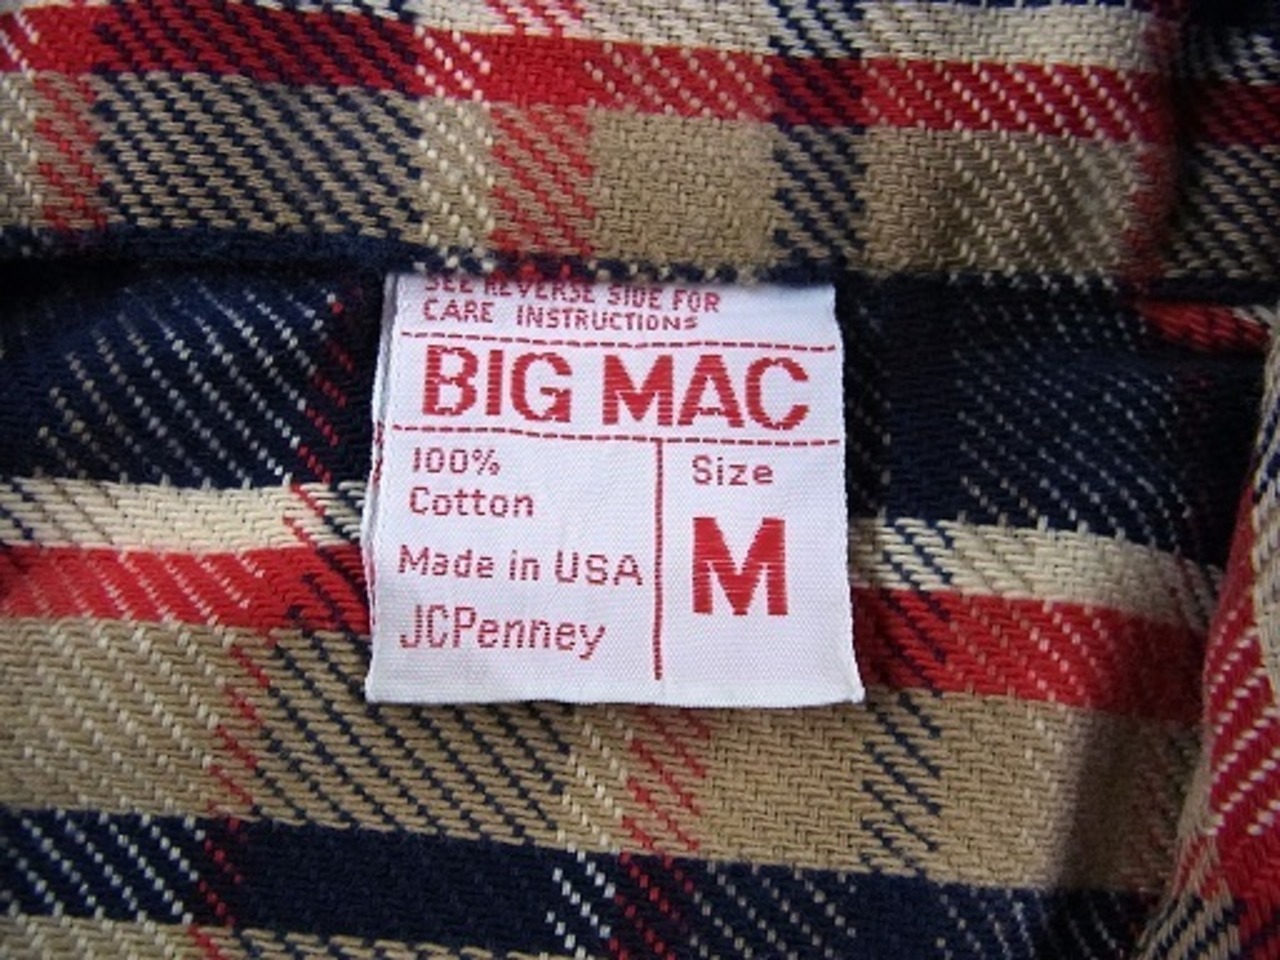 SEE REVERSE SIDE FOR
CARE INSTRUCTIONS
BIG MAC
100%
Cotton
Made in USA
JCPenney
Size
M